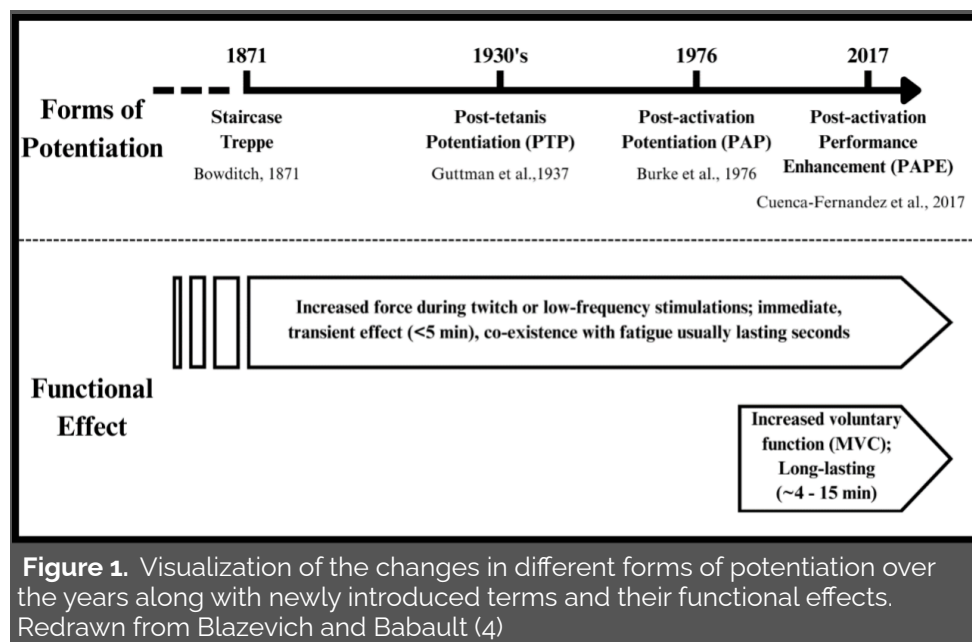 1871
1930's
1976
2017
Forms of
Potentiation
Staircase
Treppe
Bowditch, 1871
Post-tetanis
Potentiation (PTP)
Guttman et al.,1937
Post-activation
Potentiation (PAP)
Burke et al., 1976
Post-activation
Performance
Enhancement (PAPE)
Cuenca-Fernandez et al., 2017
Functional
Effect
Increased force during twitch or low-frequency stimulations; immediate,
transient effect (<5 min), co-existence with fatigue usually lasting seconds
Increased voluntary
function (MVC);
Long-lasting
(~4 - 15 min)
Figure 1. Visualization of the changes in different forms of potentiation over
the years along with newly introduced terms and their functional effects.
Redrawn from Blazevich and Babault (4)